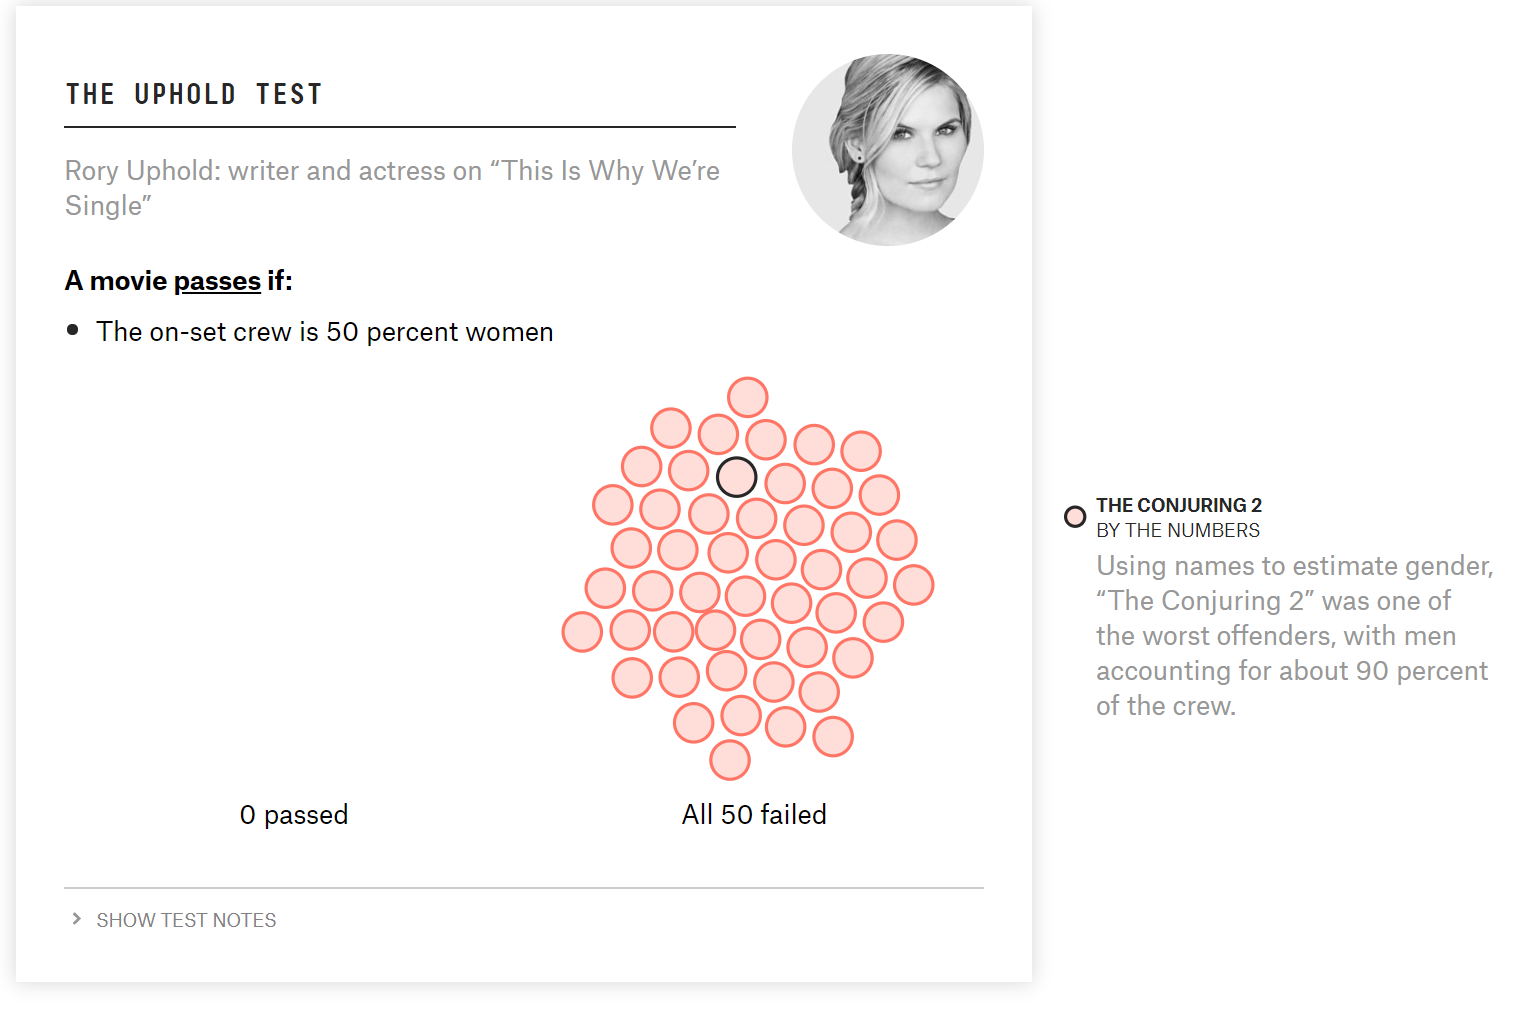 THE UPHOLD TEST
Rory Uphold: writer and actress on “This Is Why We’re
Single”
A movie passes if:
• The on-set crew is 50 percent women
THE CONJURING 2
BY THE NUMBERS
Using names to estimate gender,
“The Conjuring 2” was one of
the worst offenders, with men
accounting for about 90 percent
of the crew.
0 passed
All 50 failed
SHOW TEST NOTES